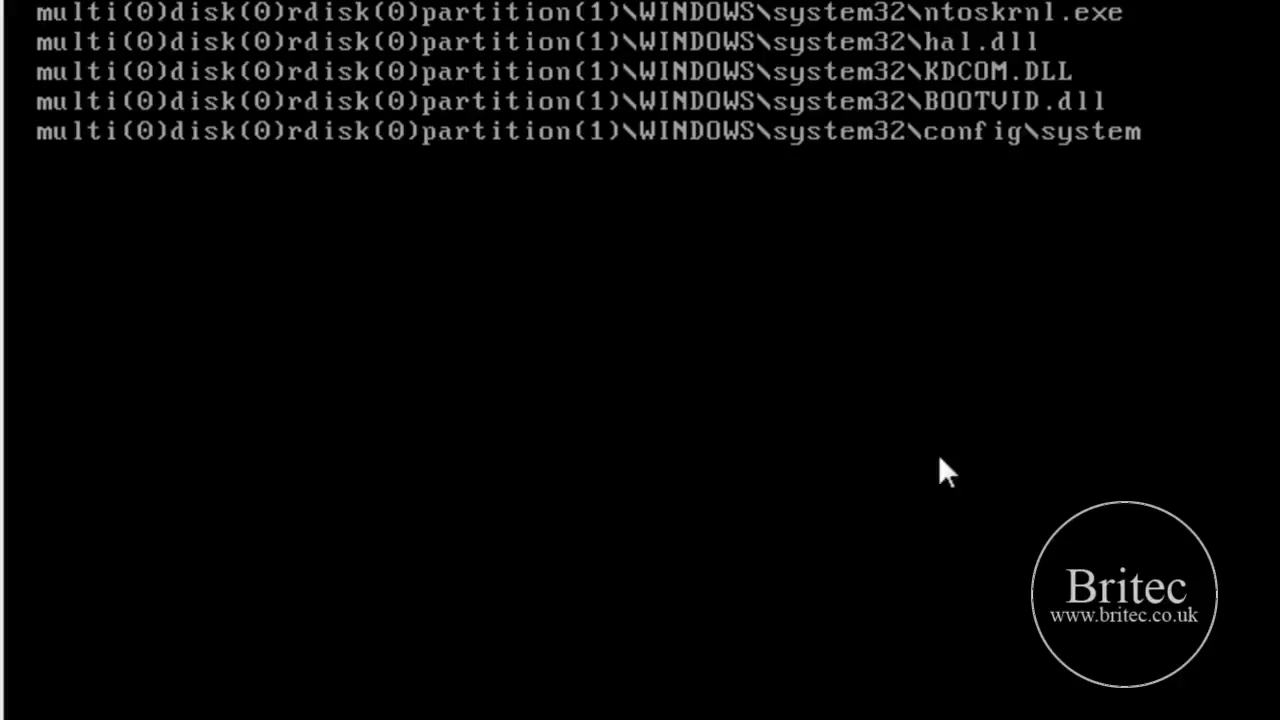 multi(0)disk(0)rdisk(0)partition(1)\WINDOWS\system32\ntoskrnl.exe
multi(0)disk(0)rdisk(0)partition(1)\WINDOWS\system32\hal.dll
multi(0)disk(0)rdisk(0)partition(1)\WINDOWS\system32\KDCOM.DLL
multi(0)disk(0)rdisk(0)partition(1)\WINDOWS\system32\BOOTVID.dll
multi(0)disk(0)rdisk(0)partition(1)\WINDOWS\system32\config\system
Britec
www.britec.co.uk